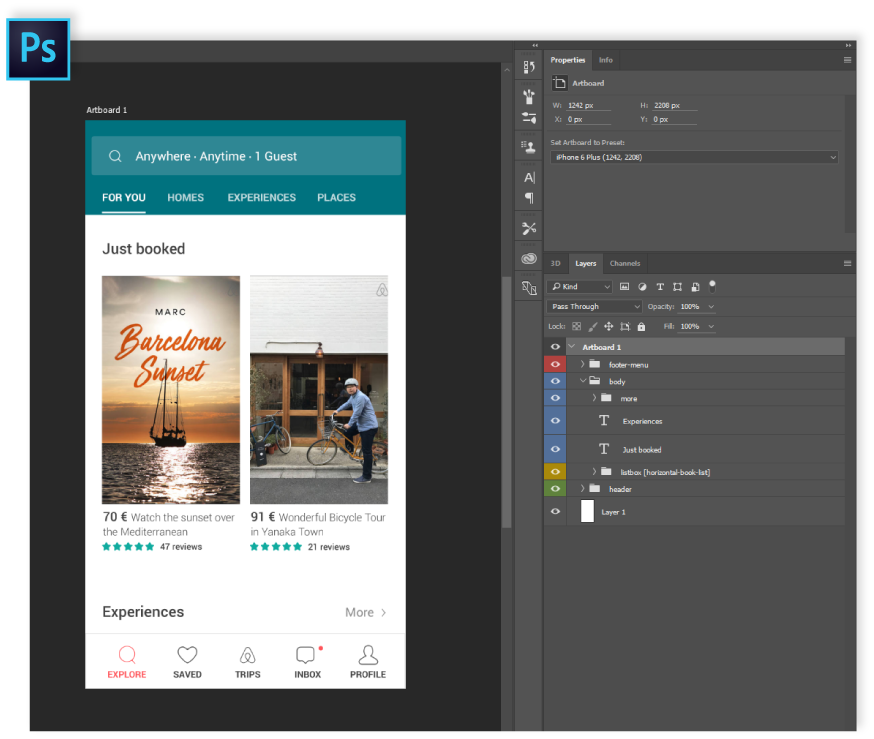 Ps
Properties Info
Artboard
W: 1242 px H: 2208 px
X: 0 px Y: 0 px
Set Artboard to Preset:
iPhone 6 Plus (1242, 2208)
Artboard 1
Anywhere · Anytime · 1 Guest
FOR YOU HOMES EXPERIENCES PLACES
Just booked
MARC
Barcelona
Sunset
70 € Watch the sunset over
the Mediterranean
47 reviews
91 € Wonderful Bicycle Tour
in Yanaka Town
21 reviews
Experiences More >
EXPLORE SAVED TRIPS INBOX PROFILE
3D Layers Channels
Kind
Pass Through Opacity: 100%
Lock: Fill: 100%
Artboard 1
footer-menu
body
more
T Experiences
T Just booked
listbox [horizontal-book-list]
header
Layer 1